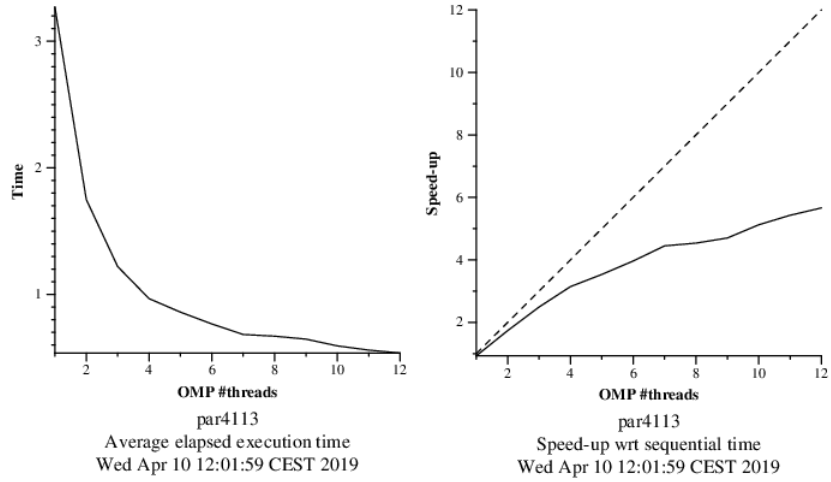 3
2
1
Time
2
4
6
8
10
12
OMP #threads
par4113
Average elapsed execution time
Wed Apr 10 12:01:59 CEST 2019
12
10
8
6
4
2
Speed-up
2
4
6
8
10
12
OMP #threads
par4113
Speed-up wrt sequential time
Wed Apr 10 12:01:59 CEST 2019